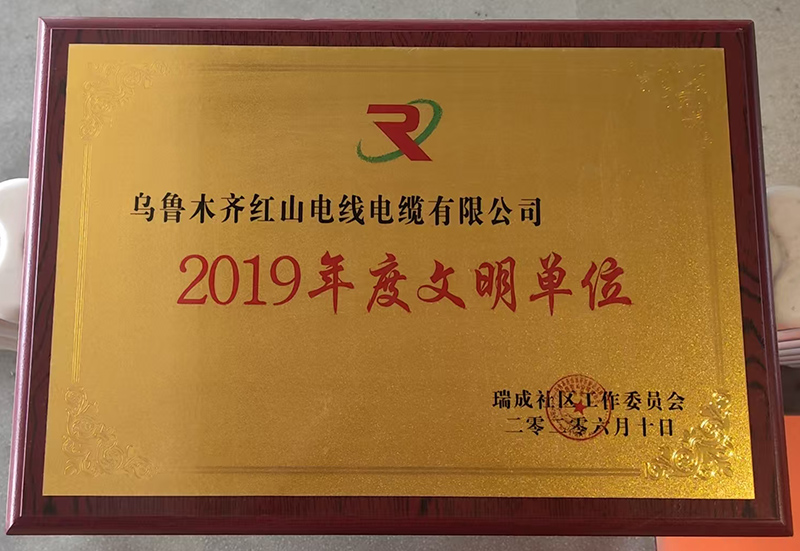 R
乌鲁木齐红山电线电缆有限公司
2019年度文明单位
瑞成社区工作委员会
二零二零六月十日